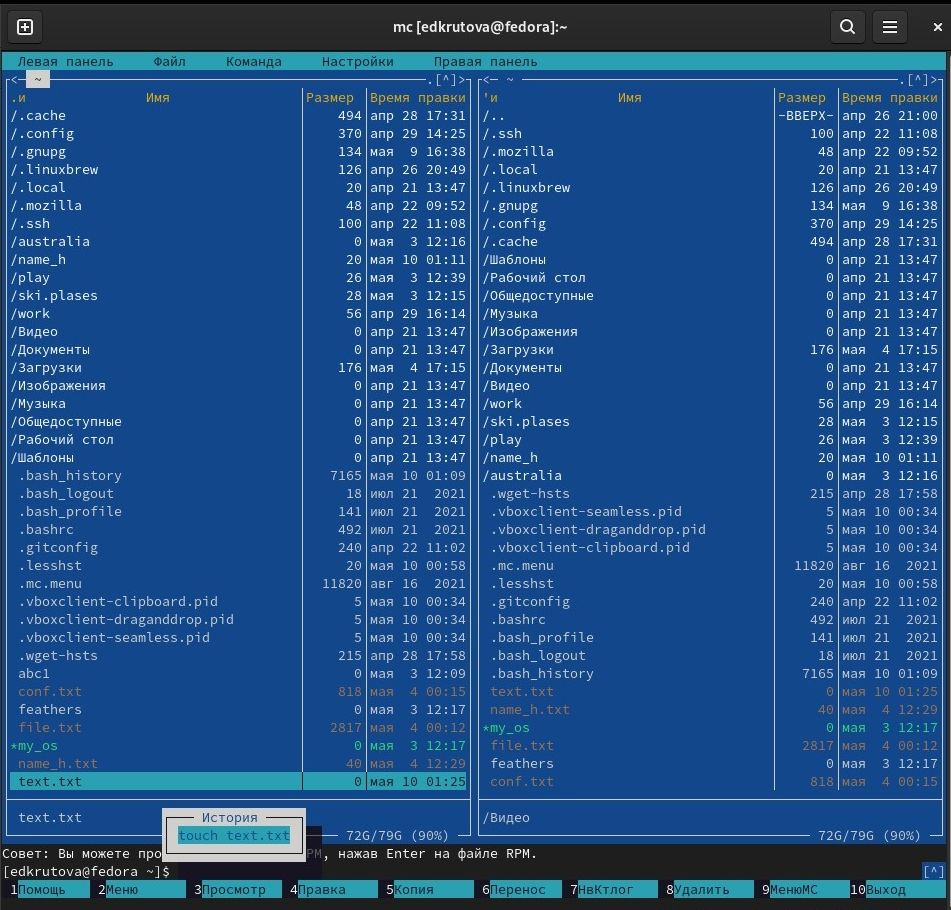 mc [edkrutova@fedora]:~
Левая панель Файл Команда Настройки Правая панель
<─ ~ .[^]> <─ ~ .[^]>
.и Имя Размер Время правки 'и Имя Размер Время правки
/.cache 494 апр 28 17:31 /.. -ВВЕРХ- апр 26 21:00
/.config 370 апр 29 14:25 /.ssh 100 апр 22 11:08
/.gnupg 134 мая 9 16:38 /.mozilla 48 апр 22 09:52
/.linuxbrew 126 апр 26 20:49 /.local 20 апр 21 13:47
/.local 20 апр 21 13:47 /.linuxbrew 126 апр 26 20:49
/.mozilla 48 апр 22 09:52 /.gnupg 134 мая 9 16:38
/.ssh 100 апр 22 11:08 /.config 370 апр 29 14:25
/australia 0 мая 3 12:16 /.cache 494 апр 28 17:31
/name_h 20 мая 10 01:11 /Шаблоны 0 апр 21 13:47
/play 26 мая 3 12:39 /Рабочий стол 0 апр 21 13:47
/ski.plases 28 мая 3 12:15 /Общедоступные 0 апр 21 13:47
/work 56 апр 29 16:14 /Музыка 0 апр 21 13:47
/Видео 0 апр 21 13:47 /Изображения 0 апр 21 13:47
/Документы 0 апр 21 13:47 /Загрузки 176 мая 4 17:15
/Загрузки 176 мая 4 17:15 /Документы 0 апр 21 13:47
/Изображения 0 апр 21 13:47 /Видео 0 апр 21 13:47
/Музыка 0 апр 21 13:47 /work 56 апр 29 16:14
/Общедоступные 0 апр 21 13:47 /ski.plases 28 мая 3 12:15
/Рабочий стол 0 апр 21 13:47 /play 26 мая 3 12:39
/Шаблоны 0 апр 21 13:47 /name_h 20 мая 10 01:11
.bash_history 7165 мая 10 01:09 /australia 0 мая 3 12:16
.bash_logout 18 июл 21 2021 .wget-hsts 215 апр 28 17:58
.bash_profile 141 июл 21 2021 .vboxclient-seamless.pid 5 мая 10 00:34
.bashrc 492 июл 21 2021 .vboxclient-draganddrop.pid 5 мая 10 00:34
.gitconfig 240 апр 22 11:02 .vboxclient-clipboard.pid 5 мая 10 00:34
.lesshst 20 мая 10 00:58 .mc.menu 11820 авг 16 2021
.mc.menu 11820 авг 16 2021 .lesshst 20 мая 10 00:58
.vboxclient-clipboard.pid 5 мая 10 00:34 .gitconfig 240 апр 22 11:02
.vboxclient-draganddrop.pid 5 мая 10 00:34 .bashrc 492 июл 21 2021
.vboxclient-seamless.pid 5 мая 10 00:34 .bash_profile 141 июл 21 2021
.wget-hsts 215 апр 28 17:58 .bash_logout 18 июл 21 2021
abc1 0 мая 3 12:09 .bash_history 7165 мая 10 01:09
conf.txt 818 мая 4 00:15 text.txt 0 мая 10 01:25
feathers 0 мая 3 12:17 name_h.txt 40 мая 4 12:29
file.txt 2817 мая 4 00:12 *my_os 0 мая 3 12:17
*my_os 0 мая 3 12:17 file.txt 2817 мая 4 00:12
name_h.txt 40 мая 4 12:29 feathers 0 мая 3 12:17
text.txt 0 мая 10 01:25 conf.txt 818 мая 4 00:15
text.txt История /Видео
touch text.txt 72G/79G (90%) 72G/79G (90%)
Совет: Вы можете про PM, нажав Enter на файле RPM.
[edkrutova@fedora ~]$ [^]
1Помощь 2Меню 3Просмотр 4Правка 5Копия 6Перенос 7НвКтлог 8Удалить 9МенюМС 10Выход